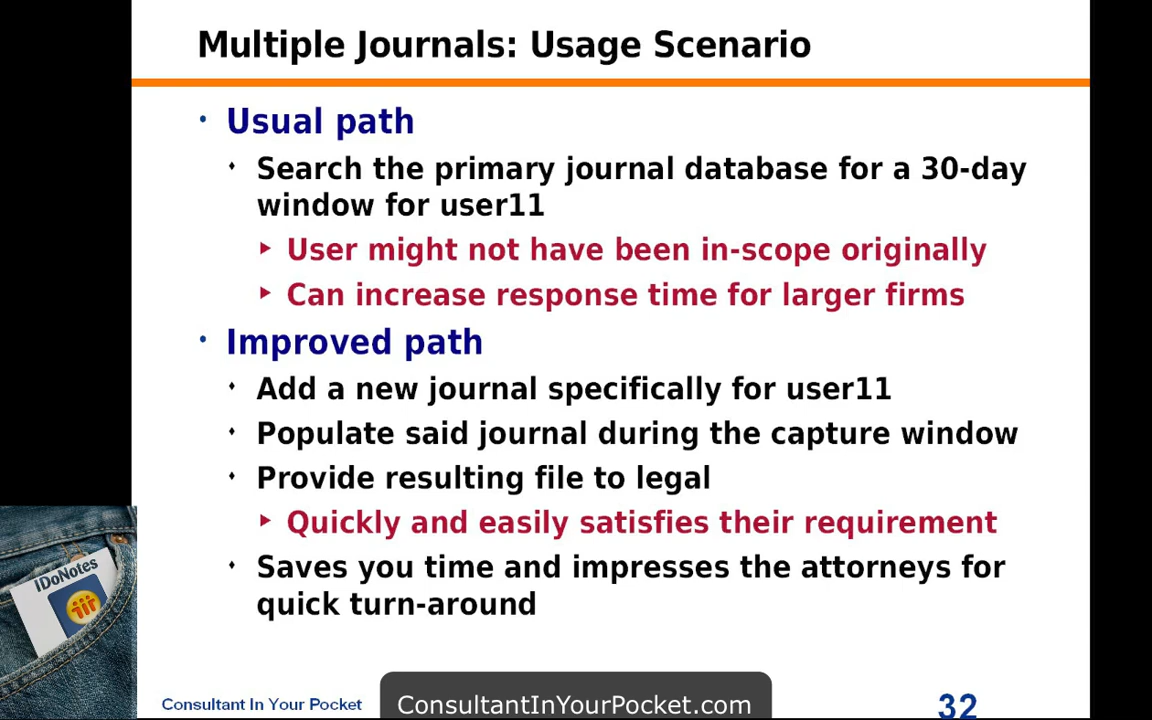 Multiple Journals: Usage Scenario
• Usual path
Search the primary journal database for a 30-day
window for user11
User might not have been in-scope originally
Can increase response time for larger firms
• Improved path
Add a new journal specifically for user11
Populate said journal during the capture window
Provide resulting file to legal
Quickly and easily satisfies their requirement
Saves you time and impresses the attorneys for
quick turn-around
IDoNotes
Consultant In Your Pocket
ConsultantInYourPocket.com
32